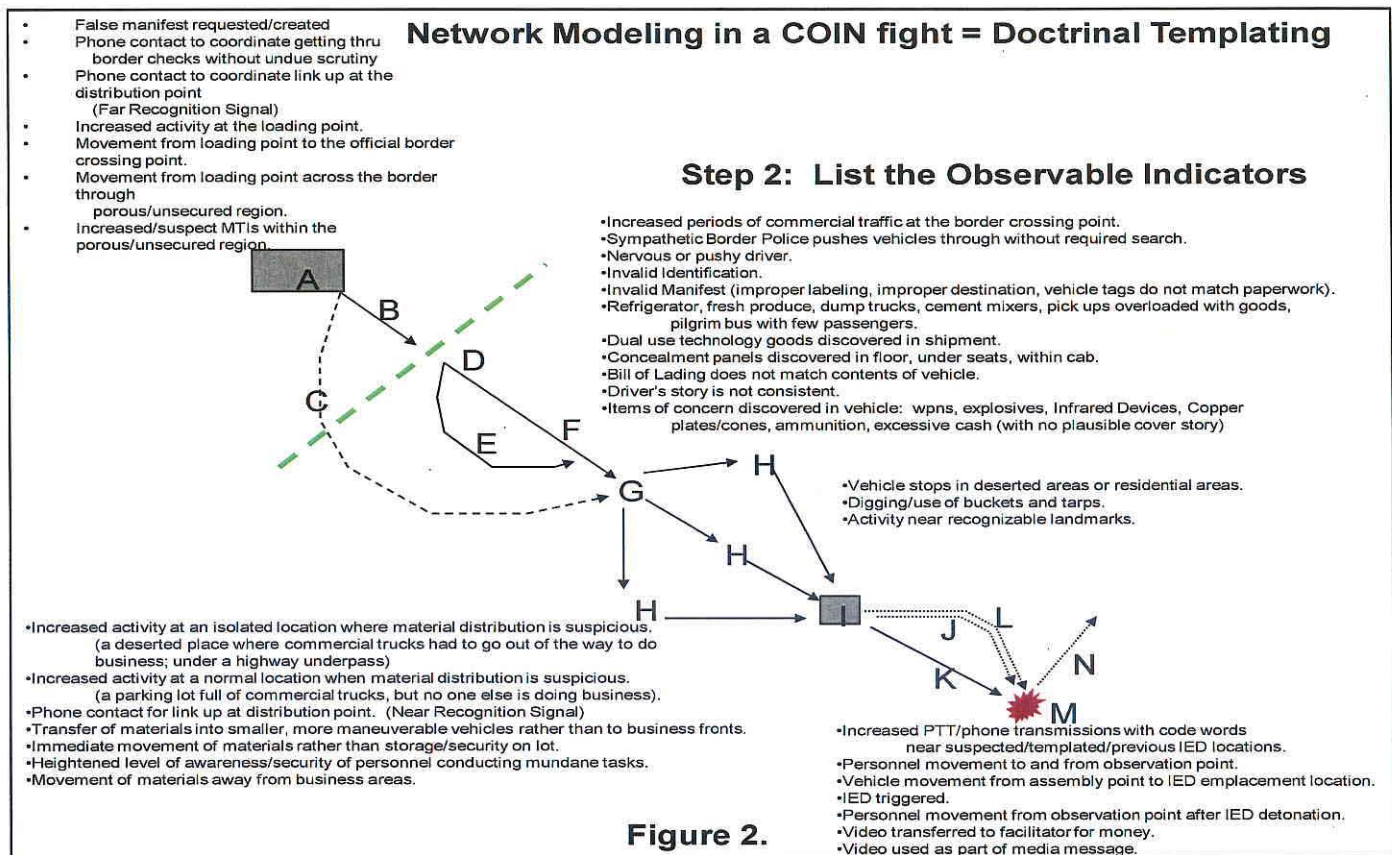 Network Modeling in a COIN fight = Doctrinal Templating
• False manifest requested/created
• Phone contact to coordinate getting thru
border checks without undue scrutiny
• Phone contact to coordinate link up at the
distribution point
(Far Recognition Signal)
• Increased activity at the loading point.
• Movement from loading point to the official border
crossing point.
• Movement from loading point across the border
through
porous/unsecured region.
• Increased/suspect MTIs within the
porous/unsecured region.
Step 2: List the Observable Indicators
•Increased periods of commercial traffic at the border crossing point.
•Sympathetic Border Police pushes vehicles through without required search.
•Nervous or pushy driver.
•Invalid Identification.
•Invalid Manifest (improper labeling, improper destination, vehicle tags do not match paperwork).
•Refrigerator, fresh produce, dump trucks, cement mixers, pick ups overloaded with goods,
pilgrim bus with few passengers.
•Dual use technology goods discovered in shipment.
•Concealment panels discovered in floor, under seats, within cab.
•Bill of Lading does not match contents of vehicle.
•Driver's story is not consistent.
•Items of concern discovered in vehicle: wpns, explosives, Infrared Devices, Copper
plates/cones, ammunition, excessive cash (with no plausible cover story)
A
B
C
D
E
F
G
H
H
H
•Vehicle stops in deserted areas or residential areas.
•Digging/use of buckets and tarps.
•Activity near recognizable landmarks.
I
J
L
K
N
M
•Increased activity at an isolated location where material distribution is suspicious.
(a deserted place where commercial trucks had to go out of the way to do
business; under a highway underpass)
•Increased activity at a normal location when material distribution is suspicious.
(a parking lot full of commercial trucks, but no one else is doing business).
•Phone contact for link up at distribution point. (Near Recognition Signal)
•Transfer of materials into smaller, more maneuverable vehicles rather than to business fronts.
•Immediate movement of materials rather than storage/security on lot.
•Heightened level of awareness/security of personnel conducting mundane tasks.
•Movement of materials away from business areas.
•Increased PTT/phone transmissions with code words
near suspected/templated/previous IED locations.
•Personnel movement to and from observation point.
•Vehicle movement from assembly point to IED emplacement location.
•IED triggered.
•Personnel movement from observation point after IED detonation.
•Video transferred to facilitator for money.
•Video used as part of media message.
Figure 2.